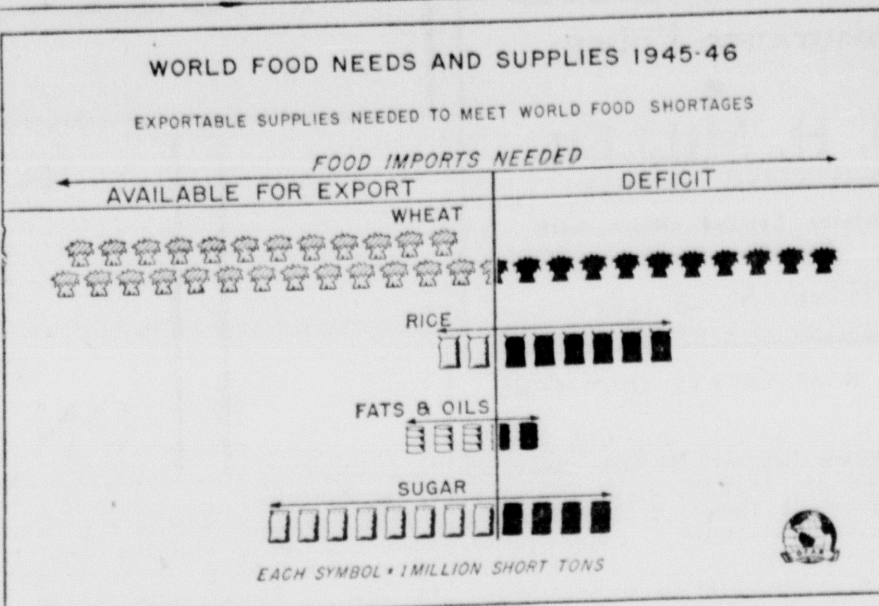 WORLD FOOD NEEDS AND SUPPLIES 1945-46
EXPORTABLE SUPPLIES NEEDED TO MEET WORLD FOOD SHORTAGES
FOOD IMPORTS NEEDED
AVAILABLE FOR EXPORT DEFICIT
WHEAT
RICE
FATS & OILS
SUGAR
EACH SYMBOL • 1 MILLION SHORT TONS